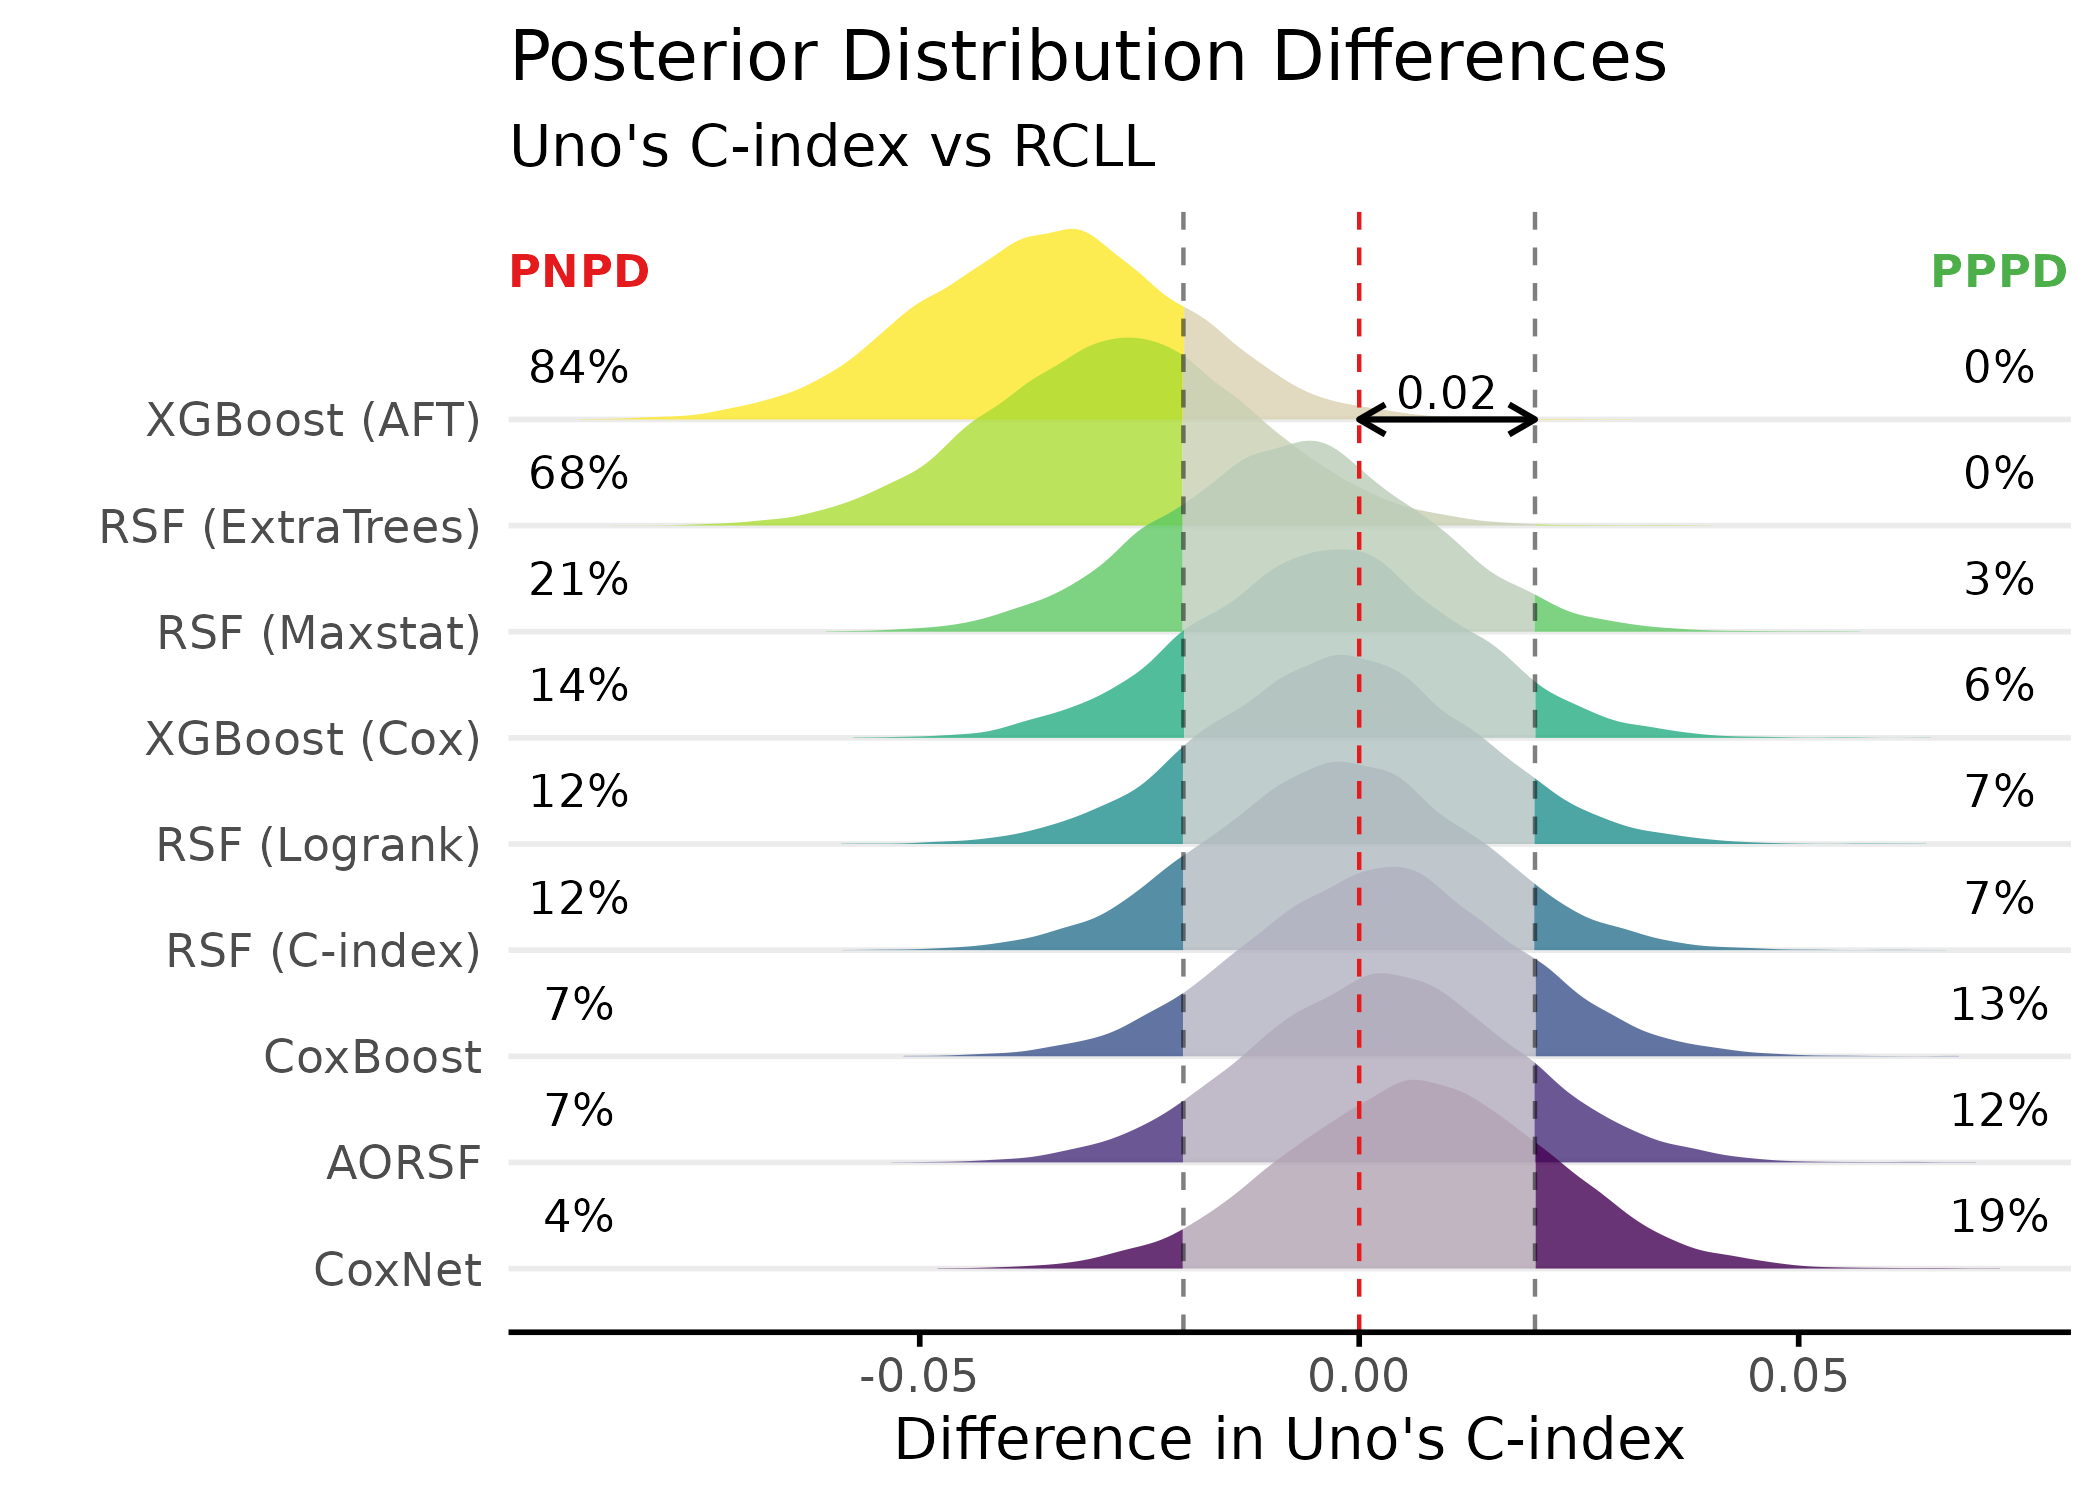 Posterior Distribution Differences
Uno's C-index vs RCLL
PNPD PPPD
84% 0%
XGBoost (AFT) 0.02
68% 0%
RSF (ExtraTrees)
21% 3%
RSF (Maxstat)
14% 6%
XGBoost (Cox)
12% 7%
RSF (Logrank)
12% 7%
RSF (C-index)
7% 13%
CoxBoost
7% 12%
AORSF
4% 19%
CoxNet
-0.05 0.00 0.05
Difference in Uno's C-index